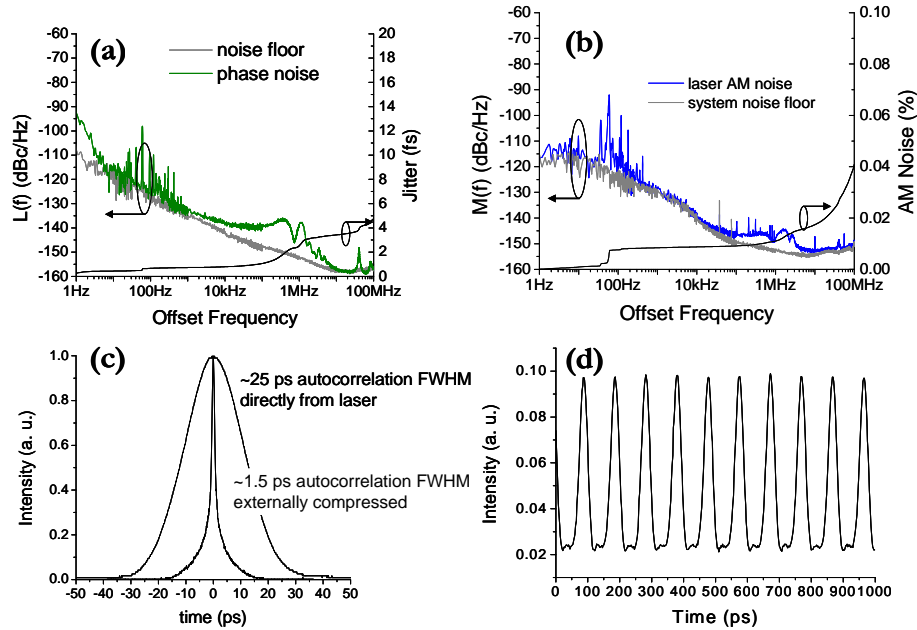 (a)
noise floor
phase noise
L(f) (dBc/Hz)
-60
-70
-80
-90
-100
-110
-120
-130
-140
-150
-160
20
18
16
14
12
10
8
6
4
2
0
Jitter (fs)
1Hz 100Hz 10kHz 1MHz 100MHz
Offset Frequency
(b)
laser AM noise
system noise floor
M(f) (dBc/Hz)
-60
-70
-80
-90
-100
-110
-120
-130
-140
-150
-160
0.10
0.08
0.06
0.04
0.02
0.00
AM Noise (%)
1Hz 100Hz 10kHz 1MHz 100MHz
Offset Frequency
(c)
~25 ps autocorrelation FWHM
directly from laser
~1.5 ps autocorrelation FWHM
externally compressed
Intensity (a. u.)
1.0
0.8
0.6
0.4
0.2
0.0
-50 -40 -30 -20 -10 0 10 20 30 40 50
time (ps)
(d)
Intensity (a. u.)
0.10
0.08
0.06
0.04
0.02
0 100 200 300 400 500 600 700 800 900 1000
Time (ps)